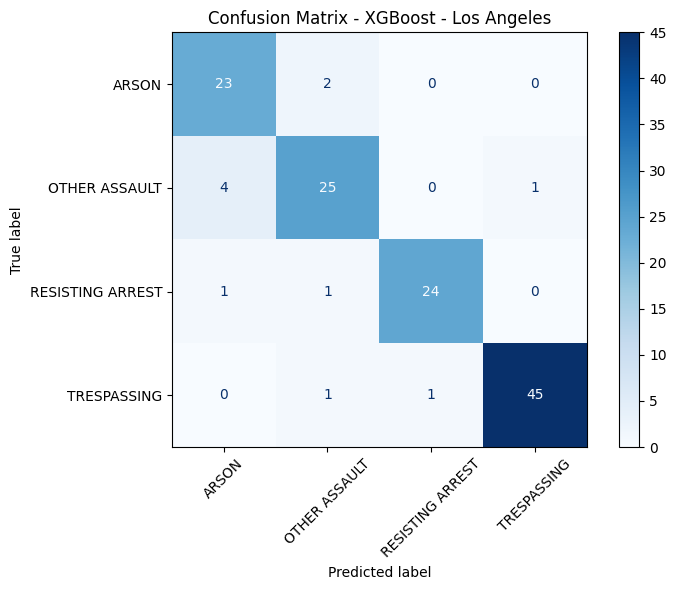 Confusion Matrix - XGBoost - Los Angeles
True label
ARSON 23 2 0 0
OTHER ASSAULT 4 25 0 1
RESISTING ARREST 1 1 24 0
TRESPASSING 0 1 1 45
ARSON OTHER ASSAULT RESISTING ARREST TRESPASSING
Predicted label
45
40
35
30
25
20
15
10
5
0